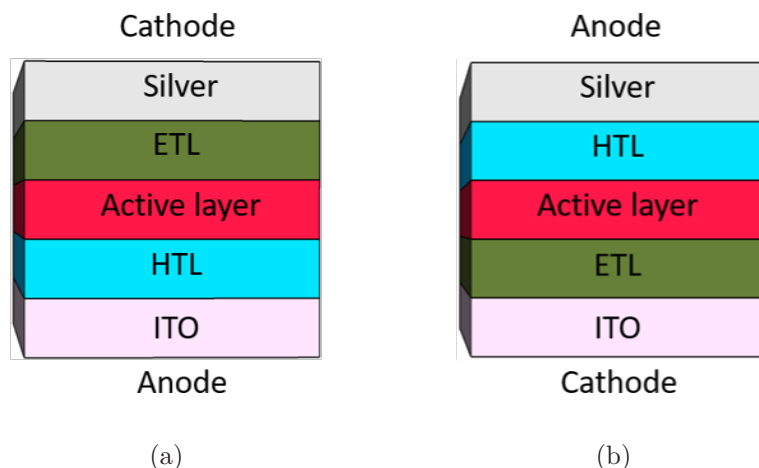 Cathode
Silver
ETL
Active layer
HTL
ITO
Anode
(a)
Anode
Silver
HTL
Active layer
ETL
ITO
Cathode
(b)